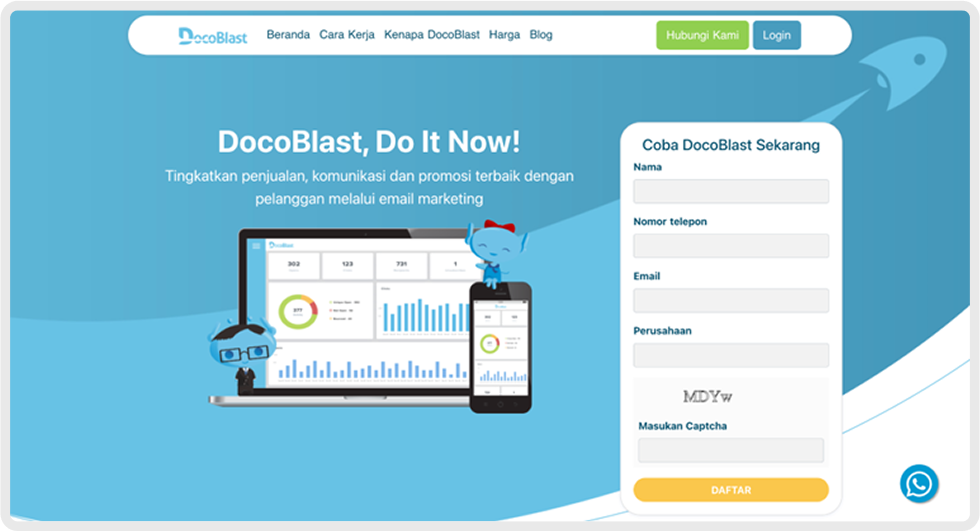 DocoBlast
Beranda Cara Kerja Kenapa DocoBlast Harga Blog
Hubungi Kami
Login
DocoBlast, Do It Now!
Tingkatkan penjualan, komunikasi dan promosi terbaik dengan
pelanggan melalui email marketing
DocoBlast
302 123 731 1
277
Coba DocoBlast Sekarang
Nama
Nomor telepon
Email
Perusahaan
MDYw
Masukan Captcha
DAFTAR